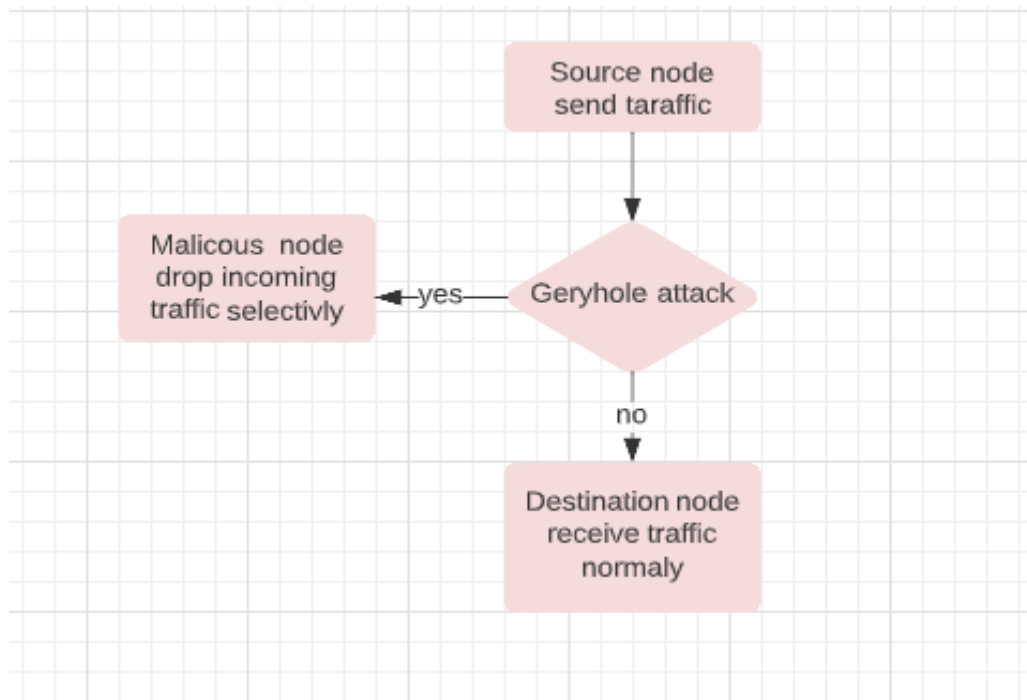 Source node
send taraffic
Malicous node
drop incoming
traffic selectivly
yes
Geryhole attack
no
Destination node
receive traffic
normaly